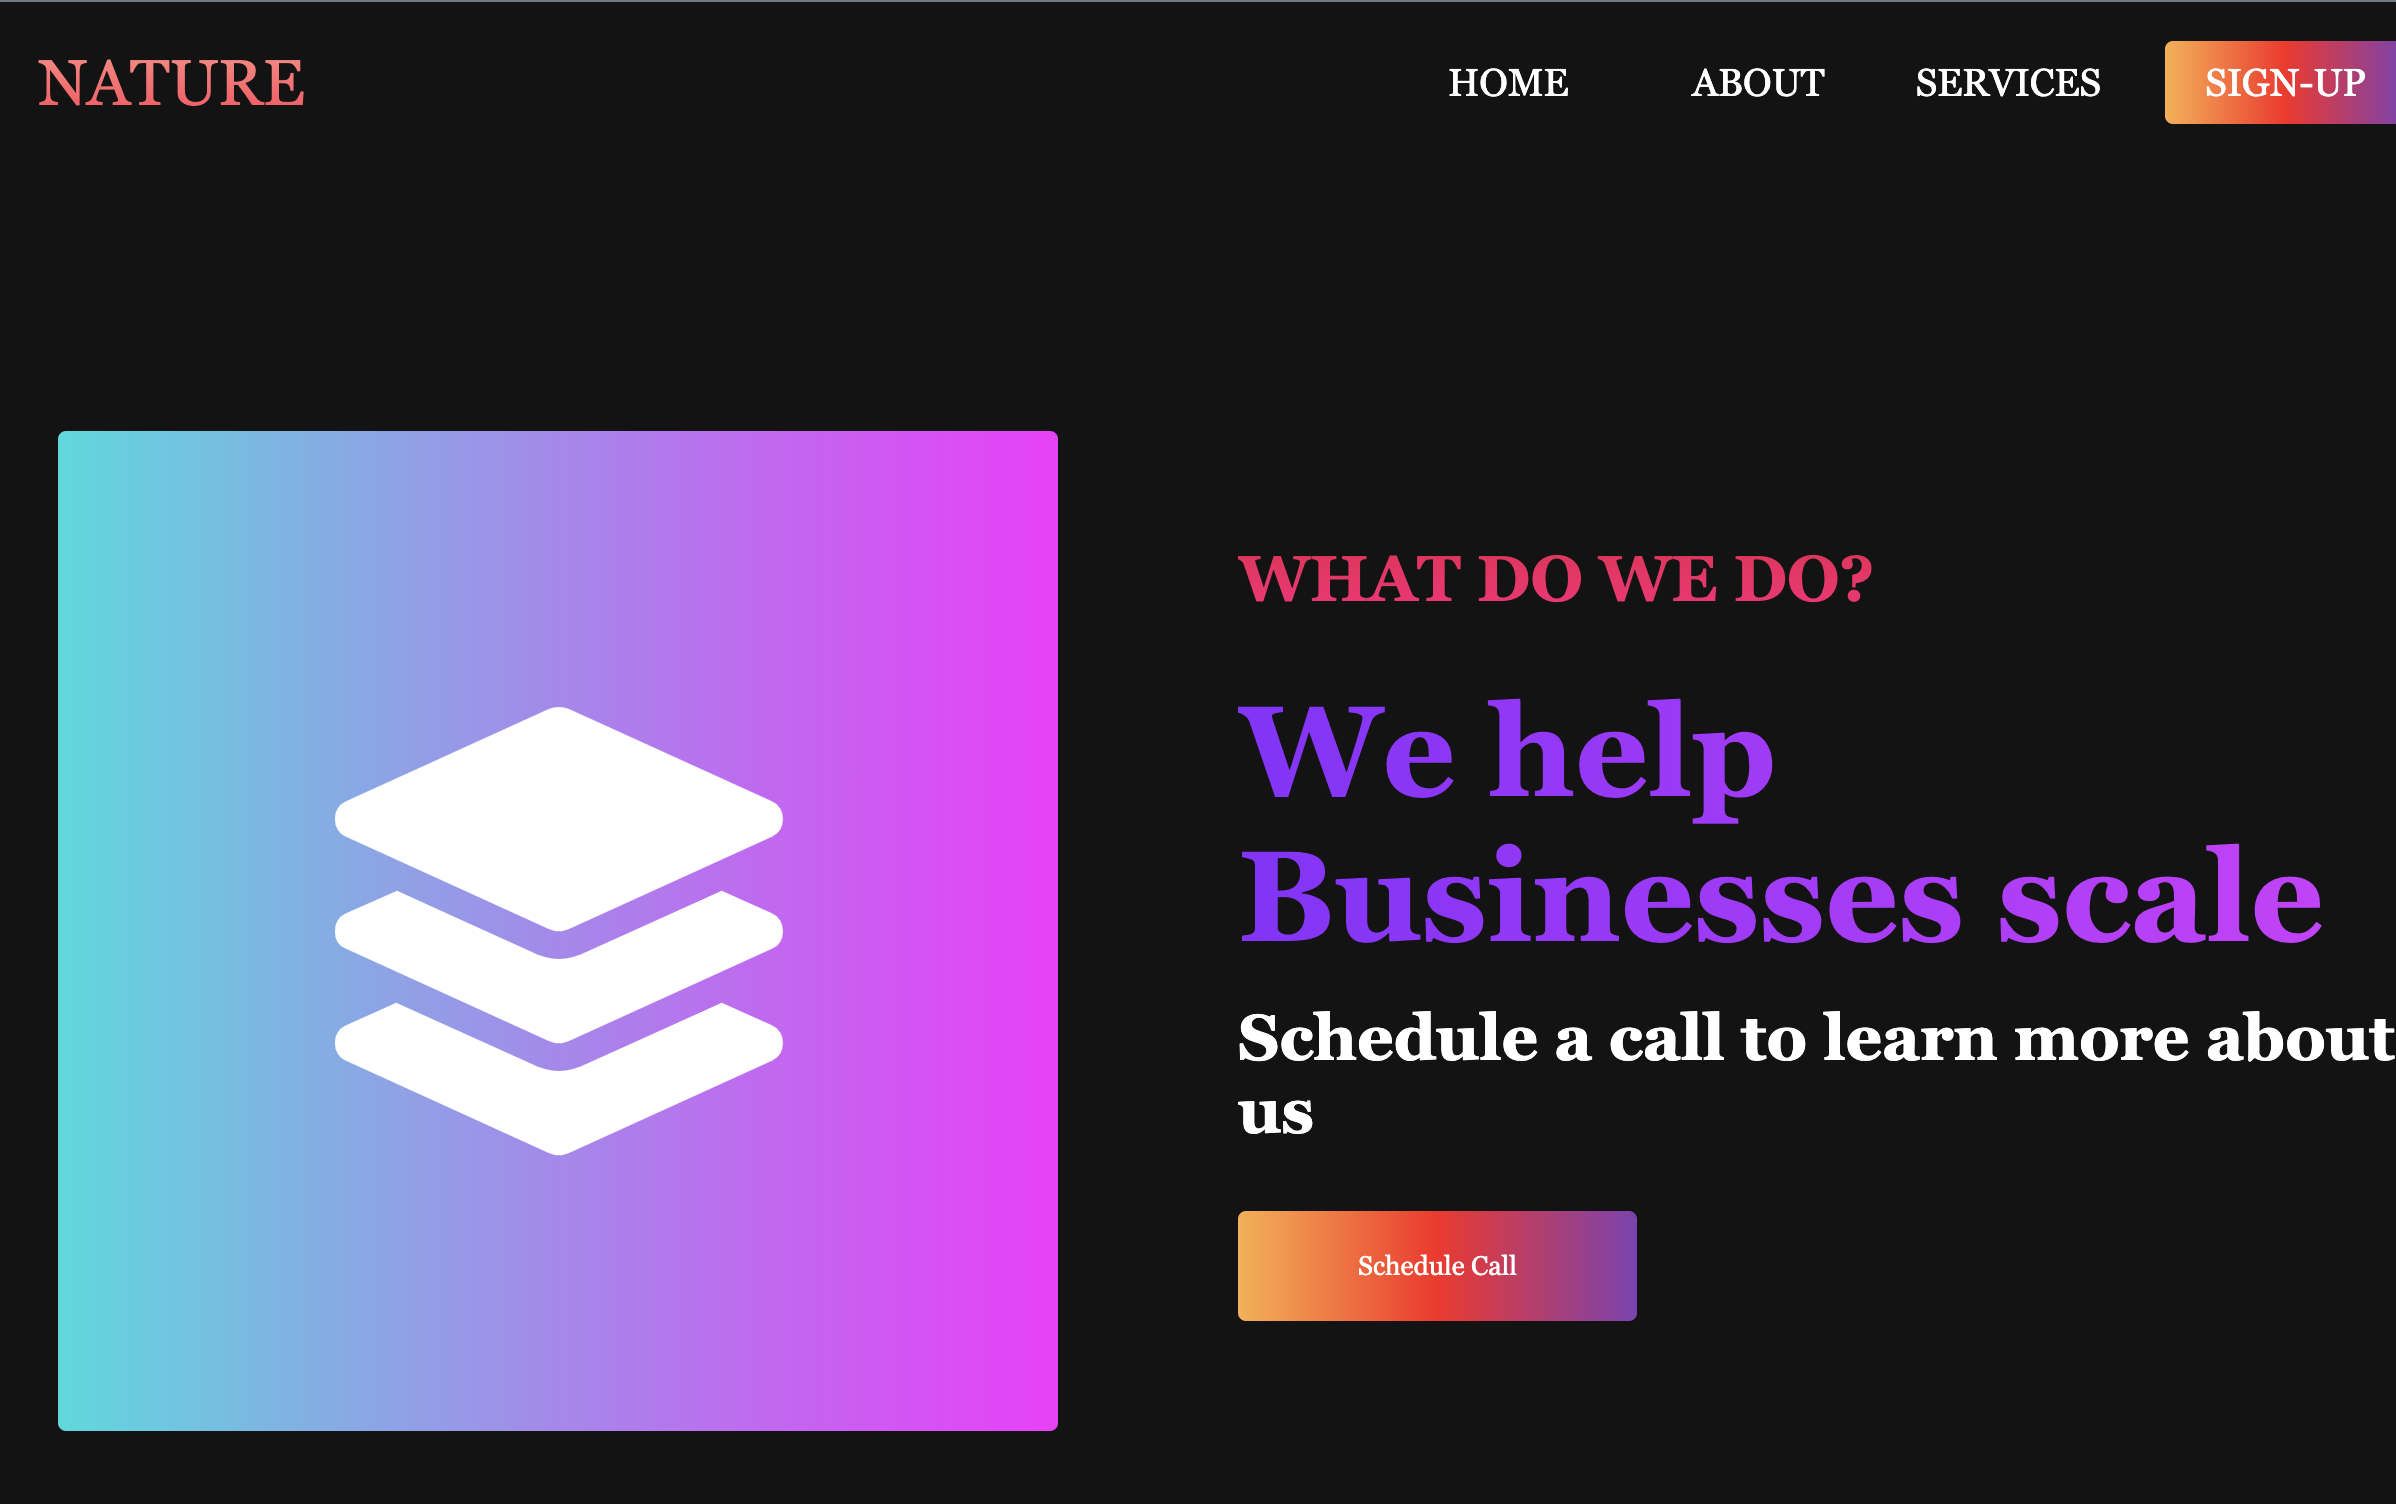 NATURE
HOME ABOUT SERVICES SIGN-UP
WHAT DO WE DO?
We help
Businesses scale
Schedule a call to learn more about
us
Schedule Call